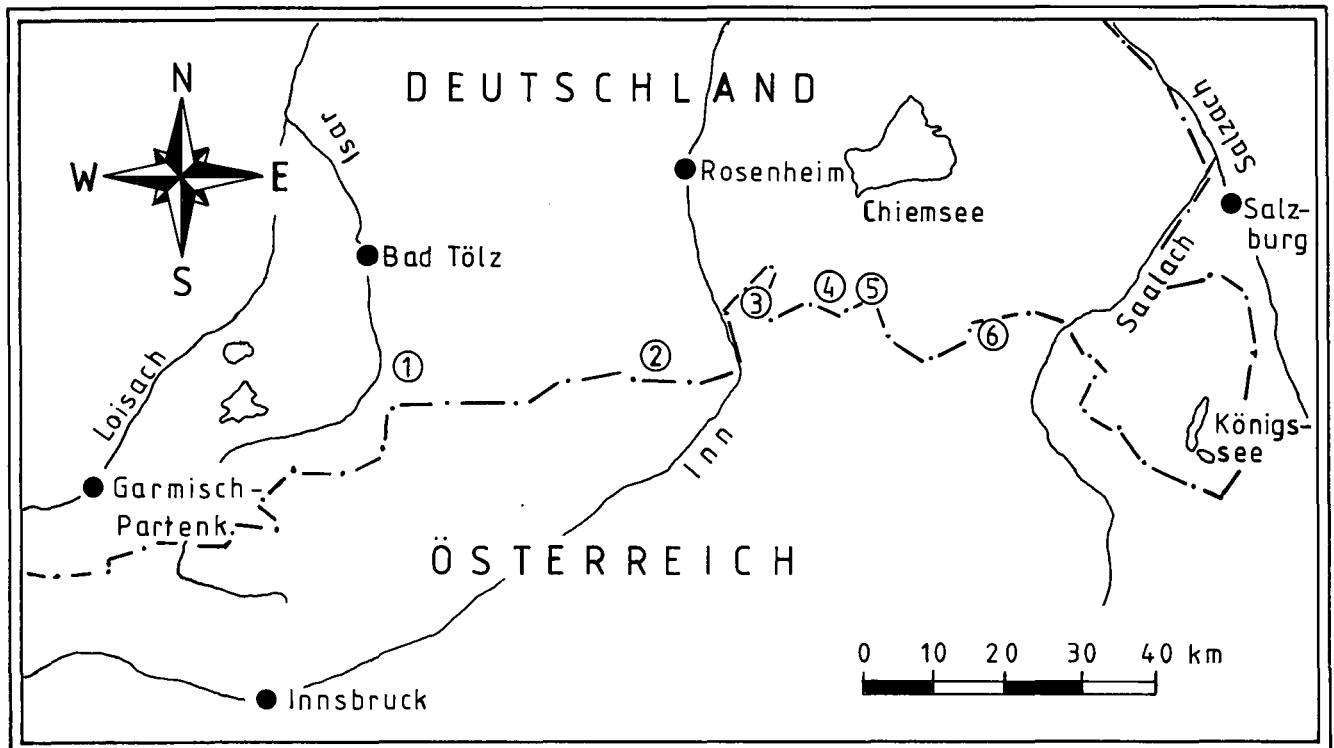 DEUTSCHLAND
N
W
E
S
Isar
Salzach
Rosenheim
Chiemsee
Salz-
burg
Bad Tölz
Saalach
Loisach
①
②
③
④
⑤
⑥
Inn
Königs-
see
Garmisch-
Partenk.
ÖSTERREICH
Innsbruck
0 10 20 30 40 km